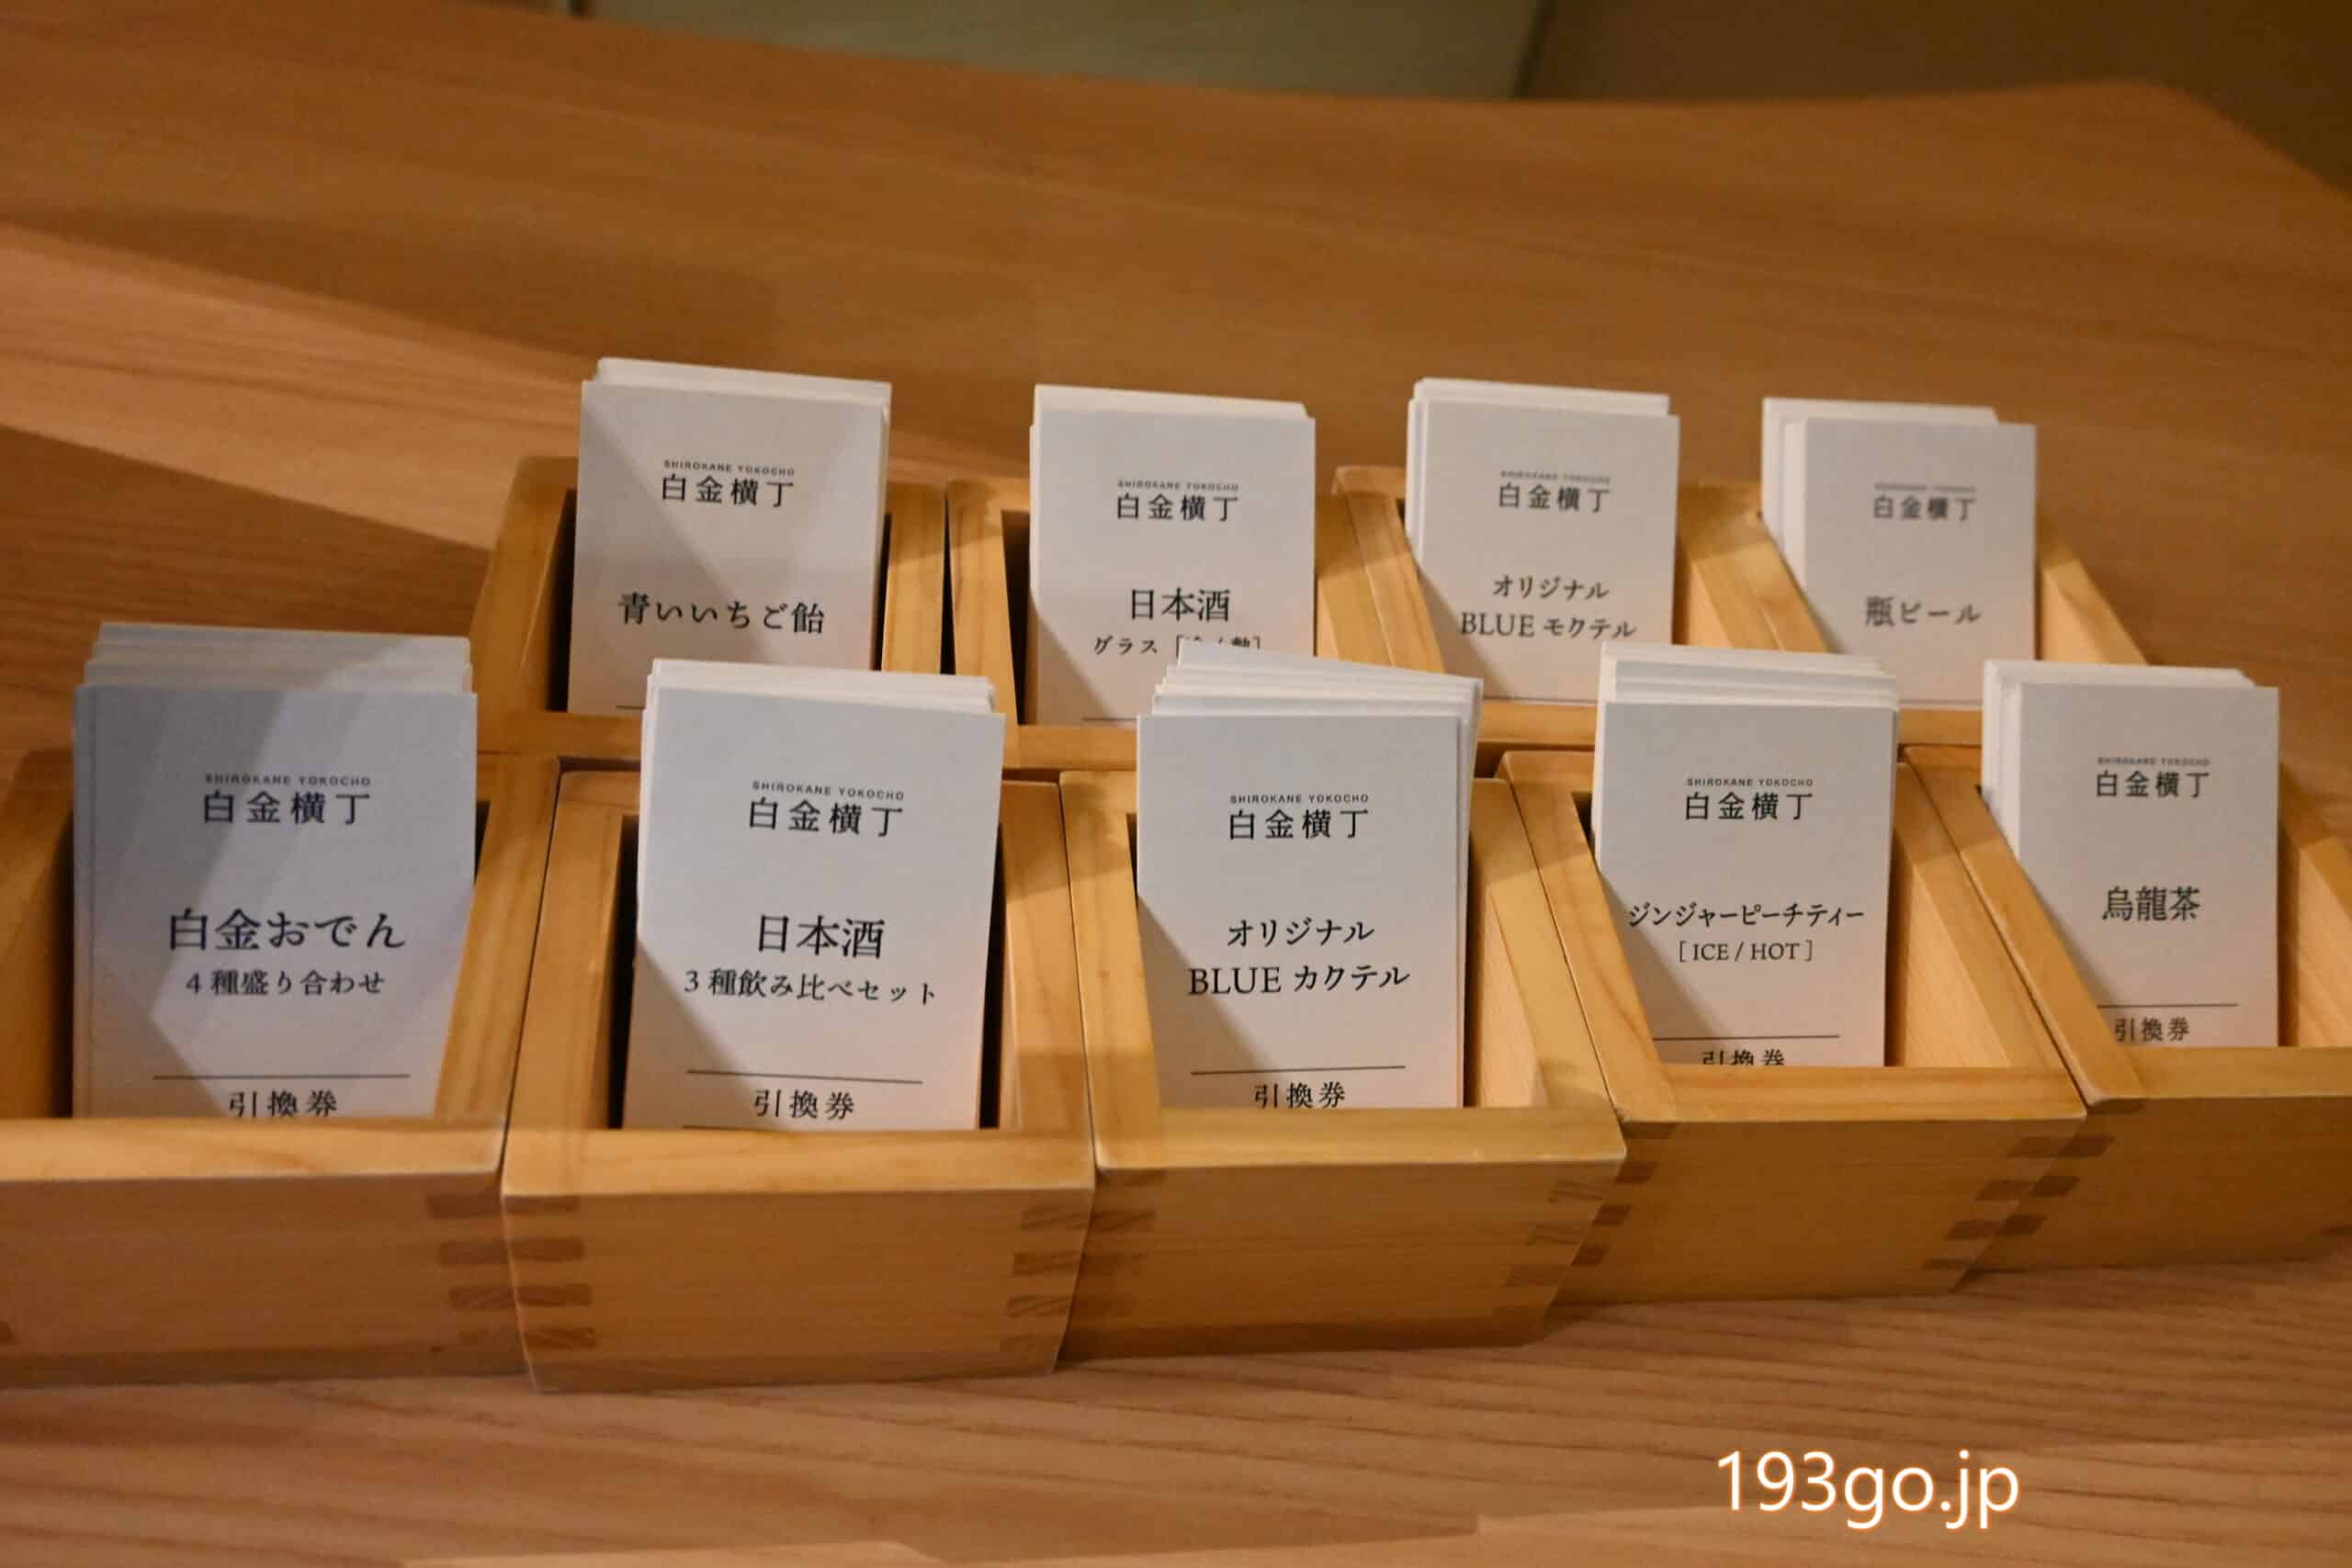 SHIROKANE YOKOCHO
白金横丁
青いいちご飴
SHIROKANE YOKOCHO
白金横丁
日本酒
グラス
SHIROKANE YOKOCHO
白金横丁
オリジナル
BLUE モクテル
白金横丁
瓶ビール
SHIROKANE YOKOCHO
白金横丁
白金おでん
4種盛り合わせ
引換券
SHIROKANE YOKOCHO
白金横丁
日本酒
3種飲み比べセット
引換券
SHIROKANE YOKOCHO
白金横丁
オリジナル
BLUE カクテル
引換券
SHIROKANE YOKOCHO
白金横丁
ジンジャーピーチティー
[ICE / HOT]
引換券
SHIROKANE YOKOCHO
白金横丁
烏龍茶
引換券
193go.jp